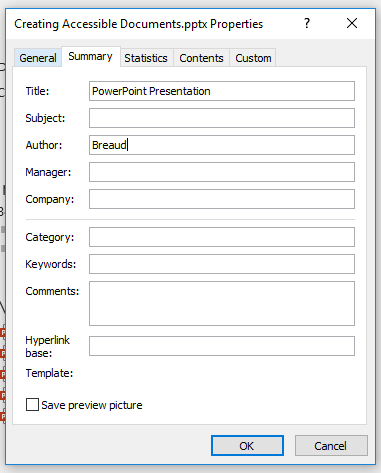 Creating Accessible Documents.pptx Properties ? ×
General Summary Statistics Contents Custom
Title: PowerPoint Presentation
Subject:
Author: Breaud
Manager:
Company:
Category:
Keywords:
Comments:
Hyperlink
base:
Template:
Save preview picture
OK Cancel